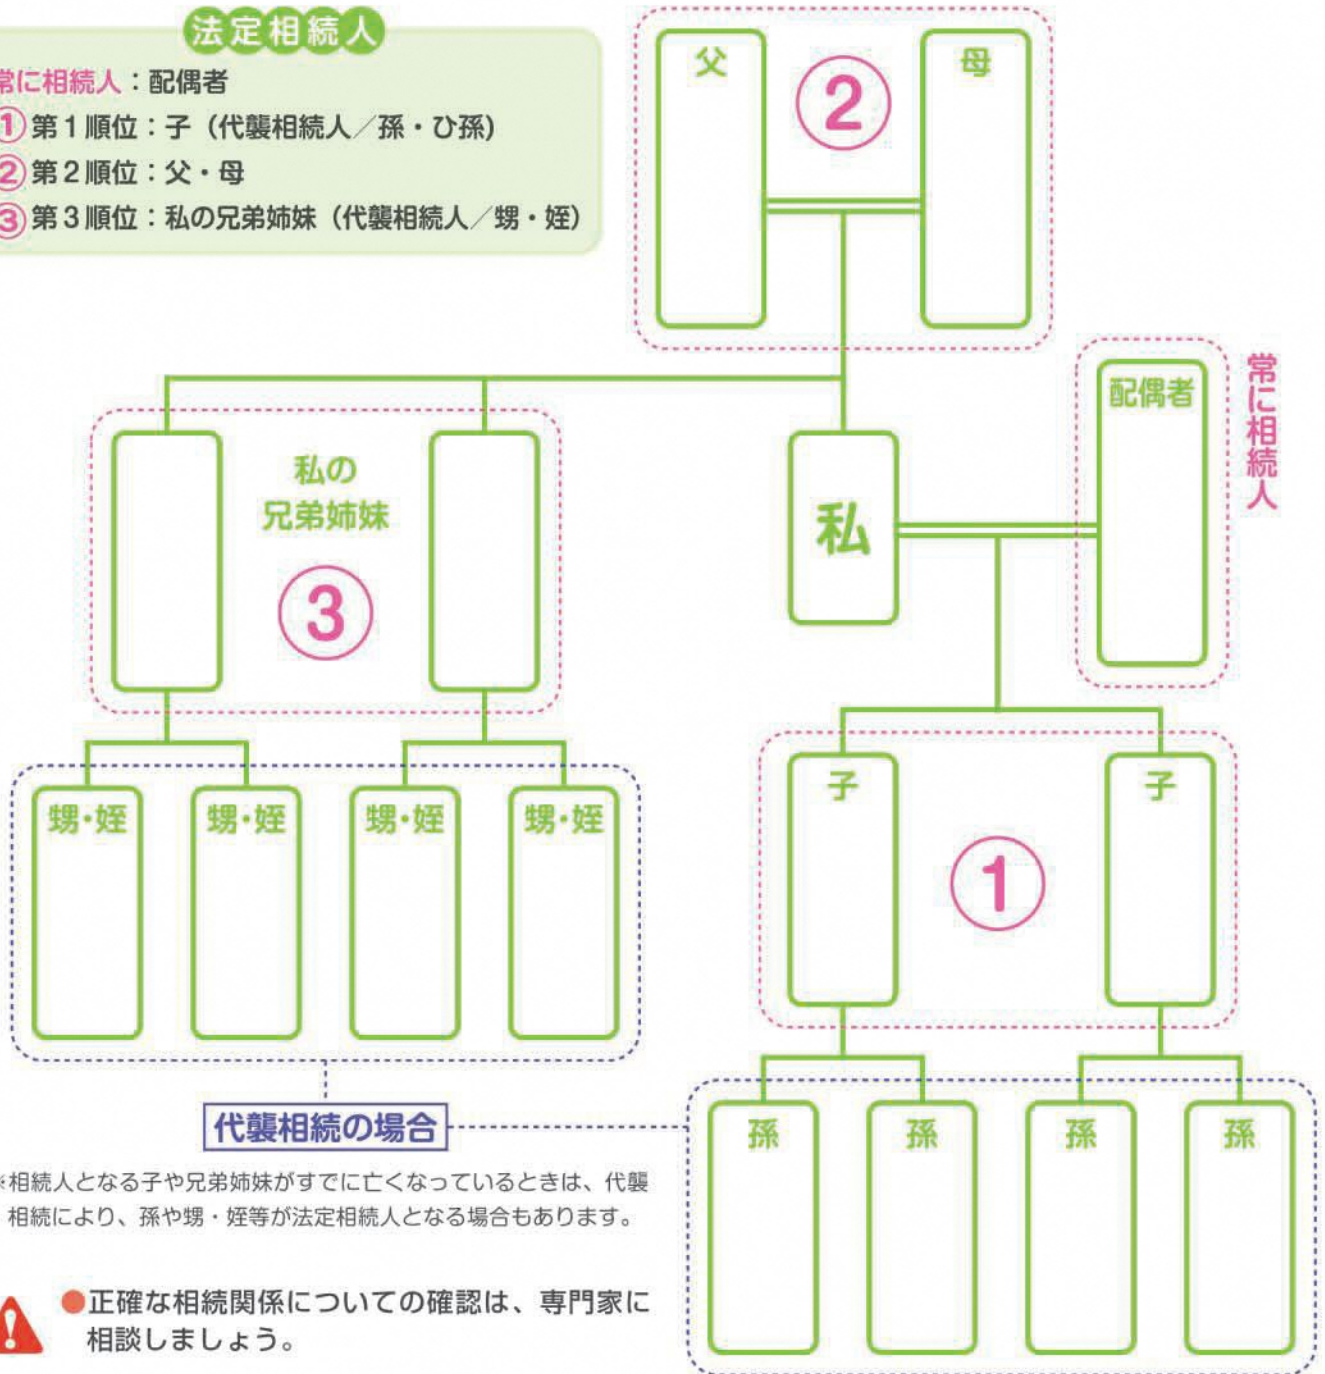 法定相続人
常に相続人：配偶者
①第1順位：子（代襲相続人／孫・ひ孫）
②第2順位：父・母
③第3順位：私の兄弟姉妹（代襲相続人／甥・姪）
父
②
母
配偶者
常に相続人
私の
兄弟姉妹
③
私
子
①
子
甥・姪
甥・姪
甥・姪
甥・姪
代襲相続の場合
孫
孫
孫
孫
※相続人となる子や兄弟姉妹がすでに亡くなっているときは、代襲
相続により、孫や甥・姪等が法定相続人となる場合もあります。
●正確な相続関係についての確認は、専門家に
相談しましょう。